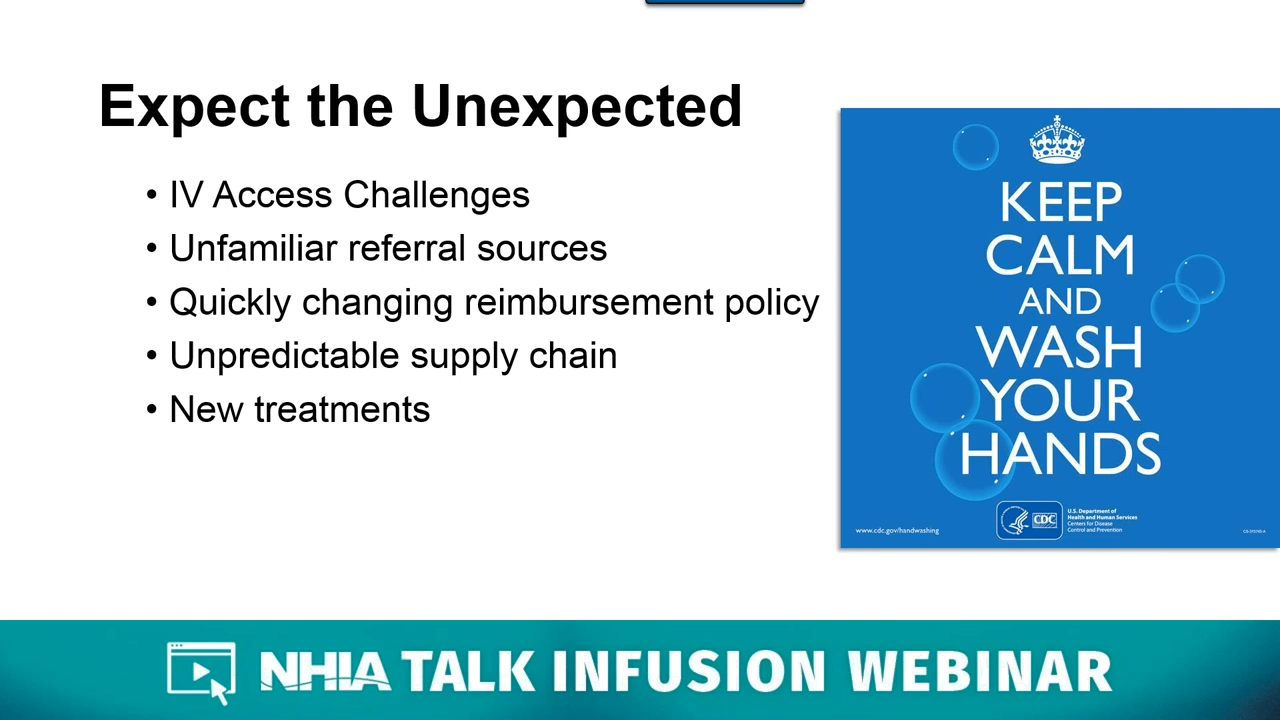 Expect the Unexpected
• IV Access Challenges
• Unfamiliar referral sources
• Quickly changing reimbursement policy
• Unpredictable supply chain
• New treatments
KEEP
CALM
AND
WASH
YOUR
HANDS
www.cdc.gov/handwashing
CDC
U.S. Department of
Health and Human Services
Centers for Disease
Control and Prevention
NHIA TALK INFUSION WEBINAR